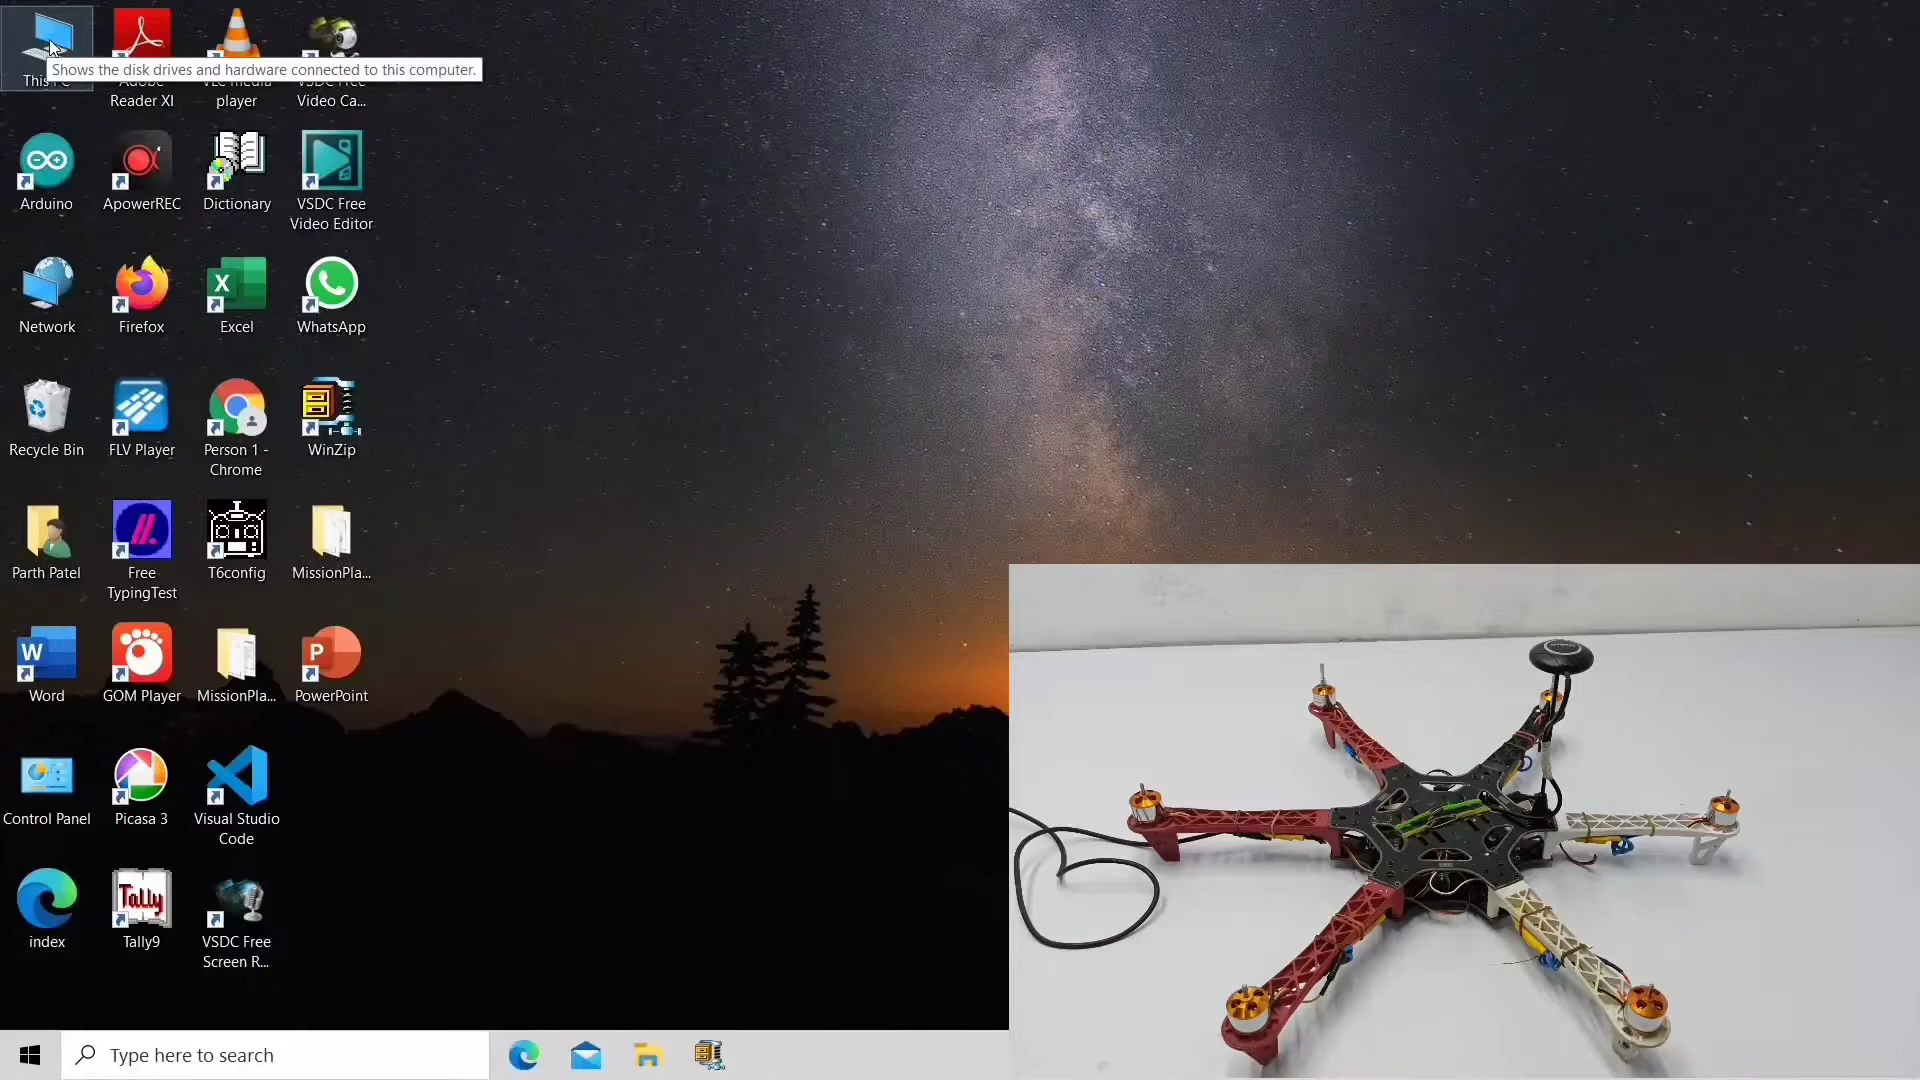 Shows the disk drives and hardware connected to this computer.
Reader XI
player
VSDC Free
Video Ca...
Arduino
ApowerREC
Dictionary
VSDC Free
Video Editor
Network
Firefox
X
Excel
WhatsApp
Recycle Bin
FLV Player
Person 1 -
Chrome
WinZip
Parth Patel
Free
TypingTest
T6config
MissionPla...
W
Word
GOM Player
MissionPla...
P
PowerPoint
Control Panel
Picasa 3
Visual Studio
Code
index
Tally
Tally9
VSDC Free
Screen R...
Type here to search